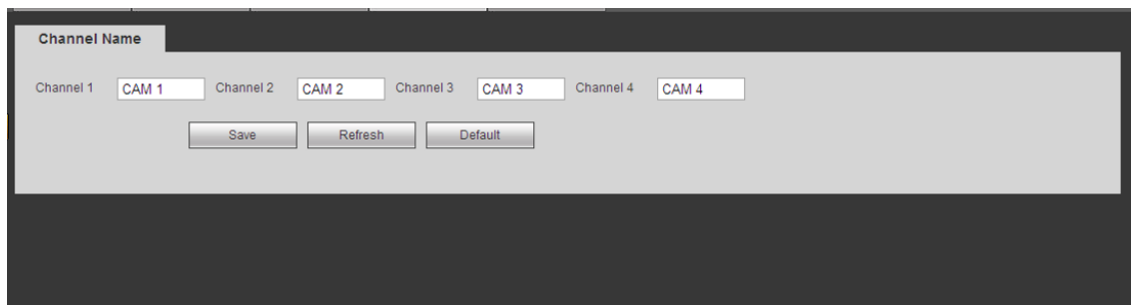 Channel Name
Channel 1 CAM 1 Channel 2 CAM 2 Channel 3 CAM 3 Channel 4 CAM 4
Save Refresh Default